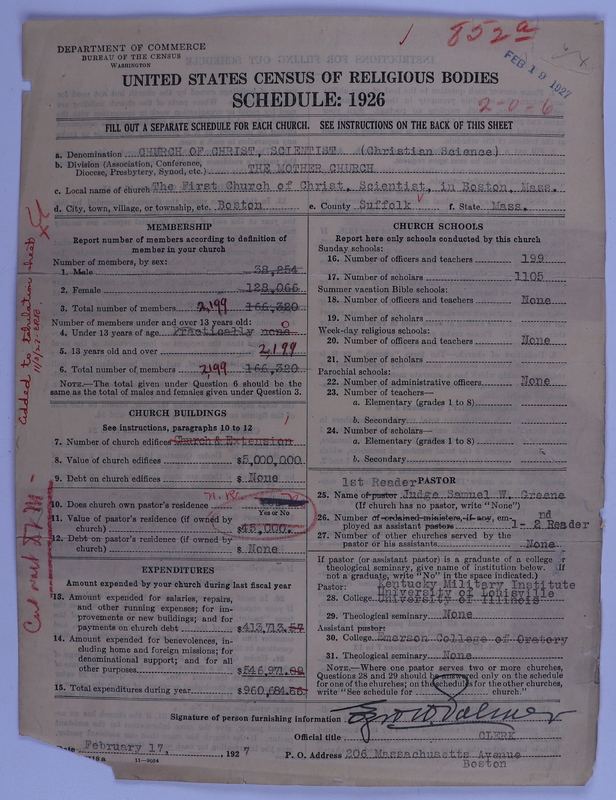 852a
DEPARTMENT OF COMMERCE
BUREAU OF THE CENSUS
WASHINGTON
FEB 19 1927
UNITED STATES CENSUS OF RELIGIOUS BODIES
SCHEDULE: 1926
2-0-6
FILL OUT A SEPARATE SCHEDULE FOR EACH CHURCH. SEE INSTRUCTIONS ON THE BACK OF THIS SHEET
a. Denomination CHURCH OF CHRIST, SCIENTIST (Christian Science)
b. Division (Association, Conference, Diocese, Presbytery, Synod, etc.) THE MOTHER CHURCH
c. Local name of church The First Church of Christ, Scientist, in Boston, Mass.
d. City, town, village, or township, etc. Boston e. County Suffolk f. State Mass.
MEMBERSHIP
Report number of members according to definition of
member in your church
Number of members, by sex:
1. Male 38,254
2. Female 128,066
3. Total number of members 2,199 166,320
Number of members under and over 13 years old:
4. Under 13 years of age Practically none 0
5. 13 years old and over 2,199
6. Total number of members 2199 166,320
NOTE.—The total given under Question 6 should be the
same as the total of males and females given under Question 3.
CHURCH BUILDINGS
See instructions, paragraphs 10 to 12
7. Number of church edifices Church & Extension 1
8. Value of church edifices $5,000,000
9. Debt on church edifices $ None
10. Does church own pastor's residence
Yes or No
11. Value of pastor's residence (if owned by
church) $45,000.
12. Debt on pastor's residence (if owned by
church) $ None
EXPENDITURES
Amount expended by your church during last fiscal year
13. Amount expended for salaries, repairs,
and other running expenses; for im-
provements or new buildings; and for
payments on church debt $413,713.57
14. Amount expended for benevolences, in-
cluding home and foreign missions; for
denominational support; and for all
other purposes $546,971.
15. Total expenditures during year $960,684.
CHURCH SCHOOLS
Report here only schools conducted by this church
Sunday schools:
16. Number of officers and teachers 199
17. Number of scholars 1105
Summer vacation Bible schools:
18. Number of officers and teachers None
19. Number of scholars
Week-day religious schools:
20. Number of officers and teachers None
21. Number of scholars
Parochial schools:
22. Number of administrative officers None
23. Number of teachers—
a. Elementary (grades 1 to 8)
b. Secondary
24. Number of scholars—
a. Elementary (grades 1 to 8)
b. Secondary
PASTOR
1st Reader
25. Name of pastor Judge Samuel W. Greene
(If church has no pastor, write "None")
26. Number of ordained ministers, if any, em-
ployed as assistant pastors 1- 2nd Reader
27. Number of other churches served by the
pastor or his assistants None
If pastor (or assistant pastor) is a graduate of a college or
theological seminary, give name of institution below. (If
not a graduate, write "No" in the space indicated.)
Pastor: Kentucky Military Institute
University of Louisville
28. College University of Illinois
29. Theological seminary None
Assistant pastor:
30. College Emerson College of Oratory
31. Theological seminary None
NOTE.—Where one pastor serves two or more churches,
Questions 28 and 29 should be answered only on the schedule
for one of the churches; on the schedule for the other churches,
write "See schedule for church."
Signature of person furnishing information
Official title CLERK
Date February 17, 1927 P. O. Address 206 Massachusetts Avenue
Boston
11—9024
added to tabulation sheet